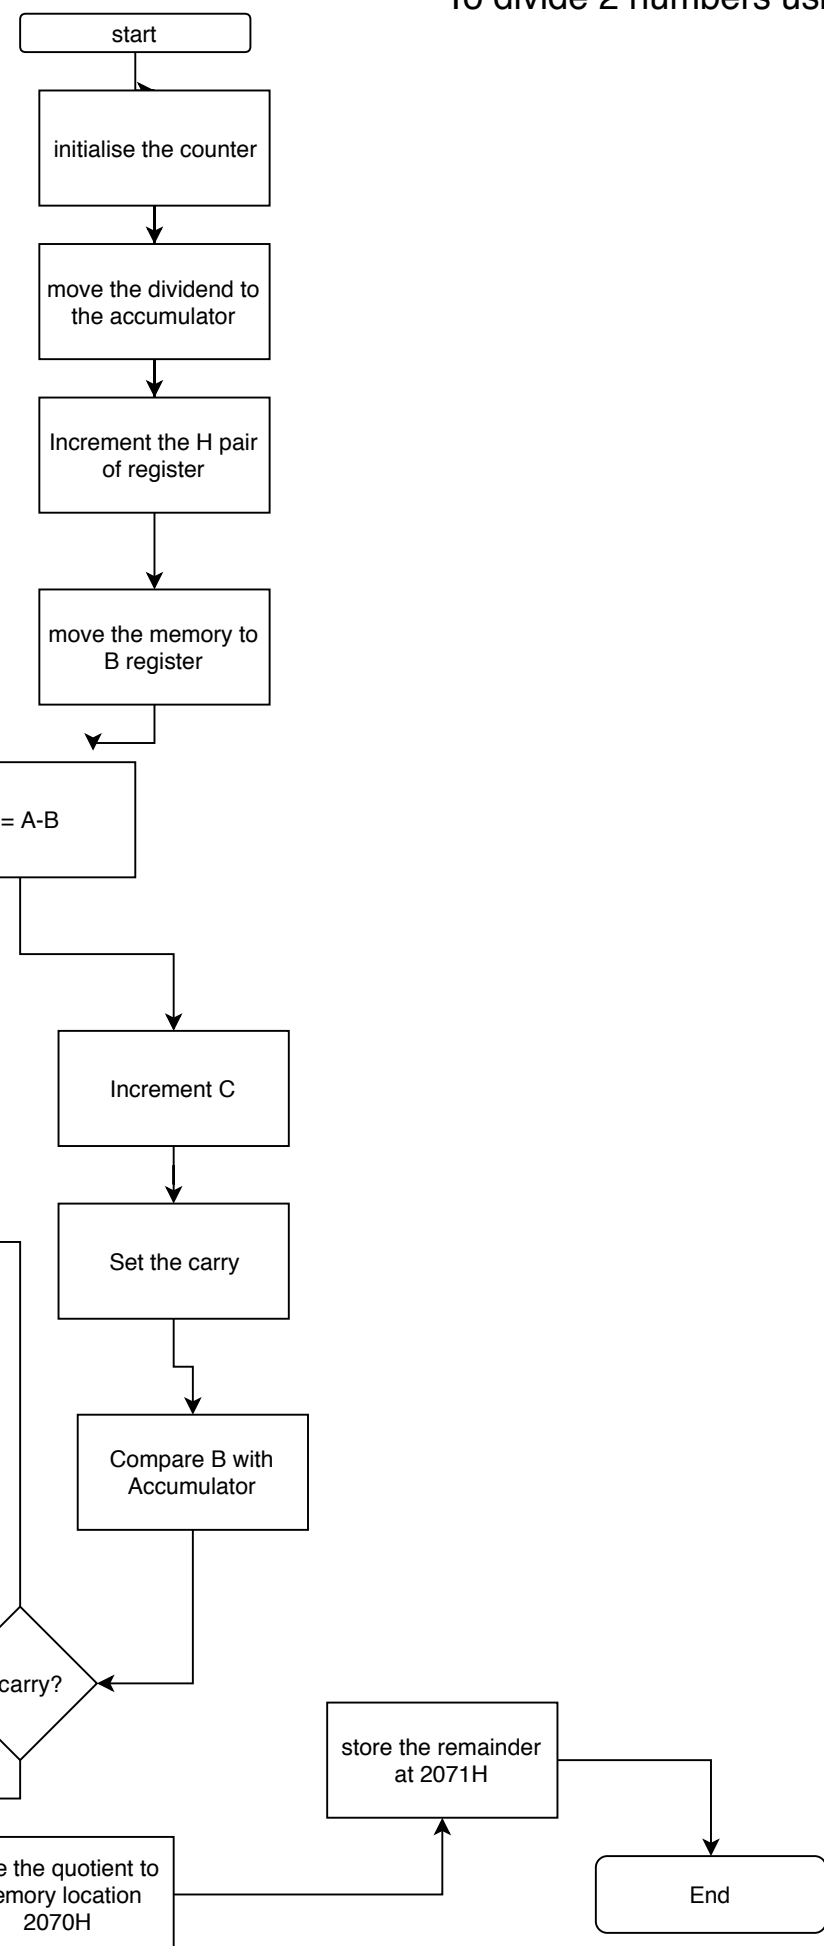 To divide 2 numbers
start
initialise the counter
move the dividend to
the accumulator
Increment the H pair
of register
move the memory to
B register
= A-B
Increment C
Set the carry
Compare B with
Accumulator
carry?
store the remainder
at 2071H
the quotient to
location
2070H
End